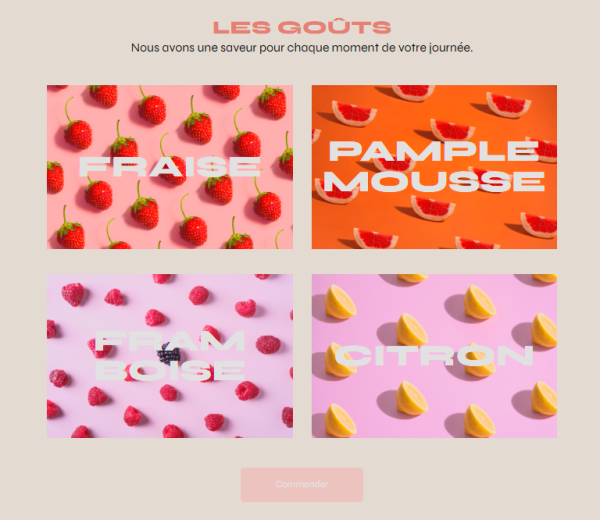 LES GOÛTS
Nous avons une saveur pour chaque moment de votre journée.
FRAISE
PAMPLE
MOUSSE
FRAM
BOISE
CITRON
Commander